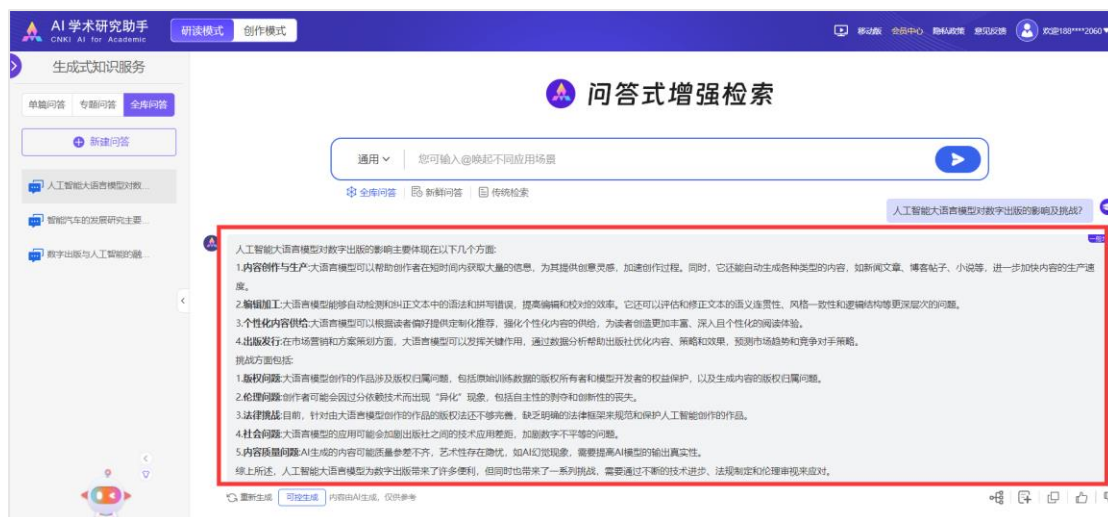 AI 学术研究助手
CNKI AI for Academic
研读模式 创作模式
移动版 会员中心 隐私政策 意见反馈 欢迎188****2060
生成式知识服务
单篇问答 专题问答 全库问答
新建问答
人工智能大语言模型对数...
智能汽车的发展研究主要...
数字出版与人工智能的融...
问答式增强检索
通用 您可输入@唤起不同应用场景
全库问答 新鲜问答 传统检索
人工智能大语言模型对数字出版的影响及挑战?
人工智能大语言模型对数字出版的影响主要体现在以下几个方面:
1.内容创作与生产:大语言模型可以帮助创作者在短时间内获取大量的信息，为其提供创意灵感，加速创作过程。同时，它还能自动生成各种类型的内容，如新闻文章、博客帖子、小说等，进一步加快内容的生产速
度。
2.编辑加工:大语言模型能够自动检测和纠正文本中的语法和拼写错误，提高编辑和校对的效率。它还可以评估和修正文本的语义连贯性、风格一致性和逻辑结构等更深层次的问题。
3.个性化内容供给:大语言模型可以根据读者偏好提供定制化推荐，强化个性化内容的供给，为读者创造更加丰富、深入且个性化的阅读体验。
4.出版发行:在市场营销和方案策划方面，大语言模型可以发挥关键作用，通过数据分析帮助出版社优化内容、策略和效果，预测市场趋势和竞争对手策略。
挑战方面包括:
1.版权问题:大语言模型创作的作品涉及版权归属问题，包括原始训练数据的版权所有者和模型开发者的权益保护，以及生成内容的版权归属问题。
2.伦理问题:创作者可能会因过分依赖技术而出现“异化”现象，包括自主性的剥夺和创新性的丧失。
3.法律挑战:目前，针对由大语言模型创作的作品的版权法还不够完善，缺乏明确的法律框架来规范和保护人工智能创作的作品。
4.社会问题:大语言模型的应用可能会加剧出版社之间的技术应用差距，加剧数字不平等的问题。
5.内容质量问题:AI生成的内容可能质量参差不齐，艺术性存在隐忧，如AI幻觉现象，需要提高AI模型的输出真实性。
综上所述，人工智能大语言模型为数字出版带来了许多便利，但同时也带来了一系列挑战，需要通过不断的技术进步、法规制定和伦理审视来应对。
重新生成 可控生成 内容由AI生成，仅供参考